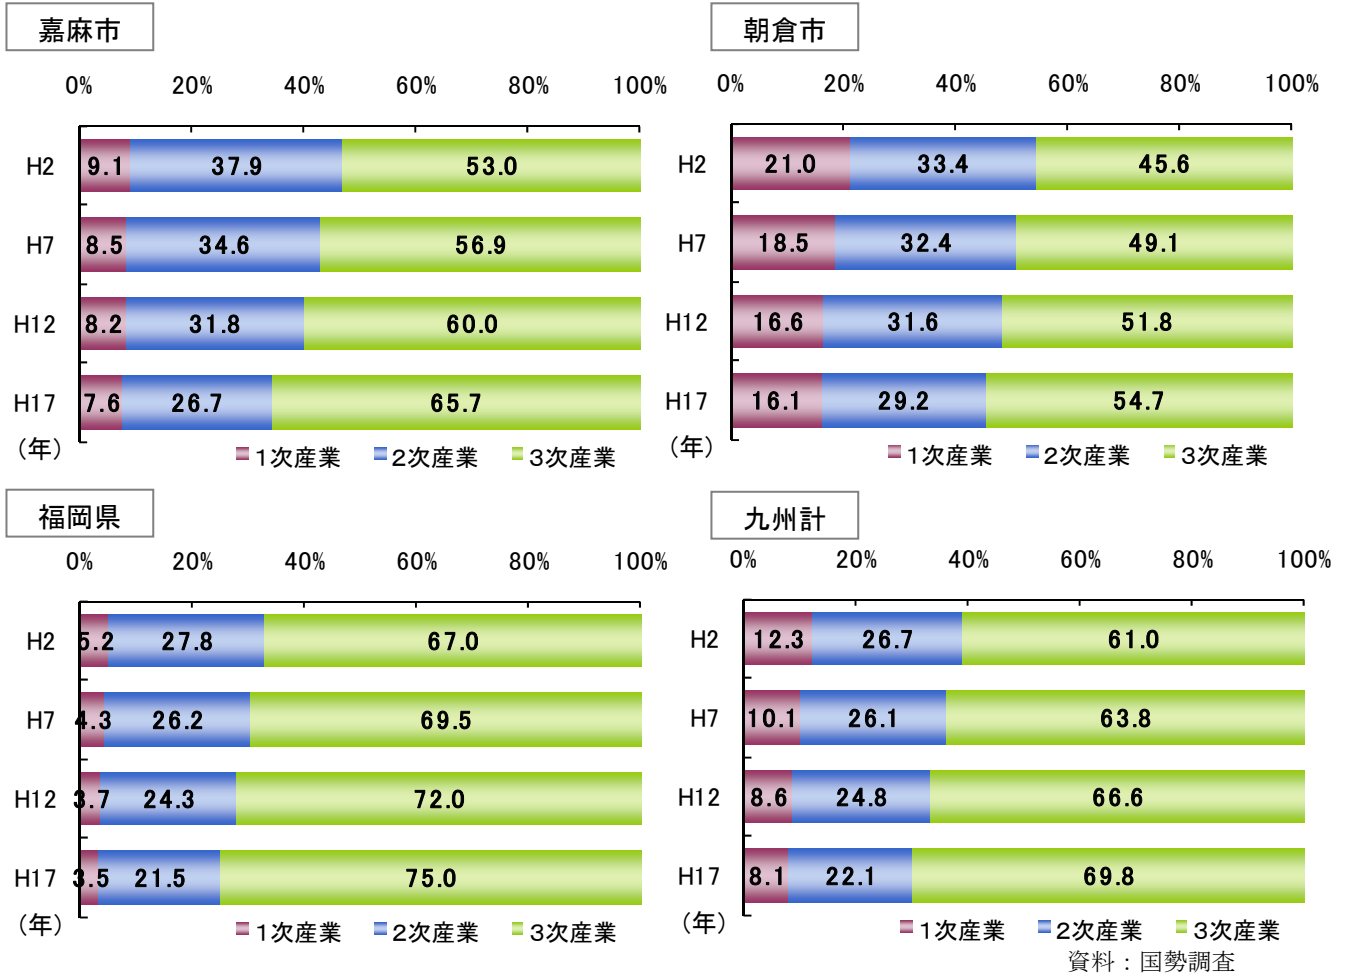 嘉麻市
0% 20% 40% 60% 80% 100%
H2 9.1 37.9 53.0
H7 8.5 34.6 56.9
H12 8.2 31.8 60.0
H17 7.6 26.7 65.7
(年)
1次産業 2次産業 3次産業
朝倉市
0% 20% 40% 60% 80% 100%
H2 21.0 33.4 45.6
H7 18.5 32.4 49.1
H12 16.6 31.6 51.8
H17 16.1 29.2 54.7
(年)
1次産業 2次産業 3次産業
福岡県
0% 20% 40% 60% 80% 100%
H2 5.2 27.8 67.0
H7 4.3 26.2 69.5
H12 3.7 24.3 72.0
H17 3.5 21.5 75.0
(年)
1次産業 2次産業 3次産業
九州計
0% 20% 40% 60% 80% 100%
H2 12.3 26.7 61.0
H7 10.1 26.1 63.8
H12 8.6 24.8 66.6
H17 8.1 22.1 69.8
(年)
1次産業 2次産業 3次産業
資料：国勢調査